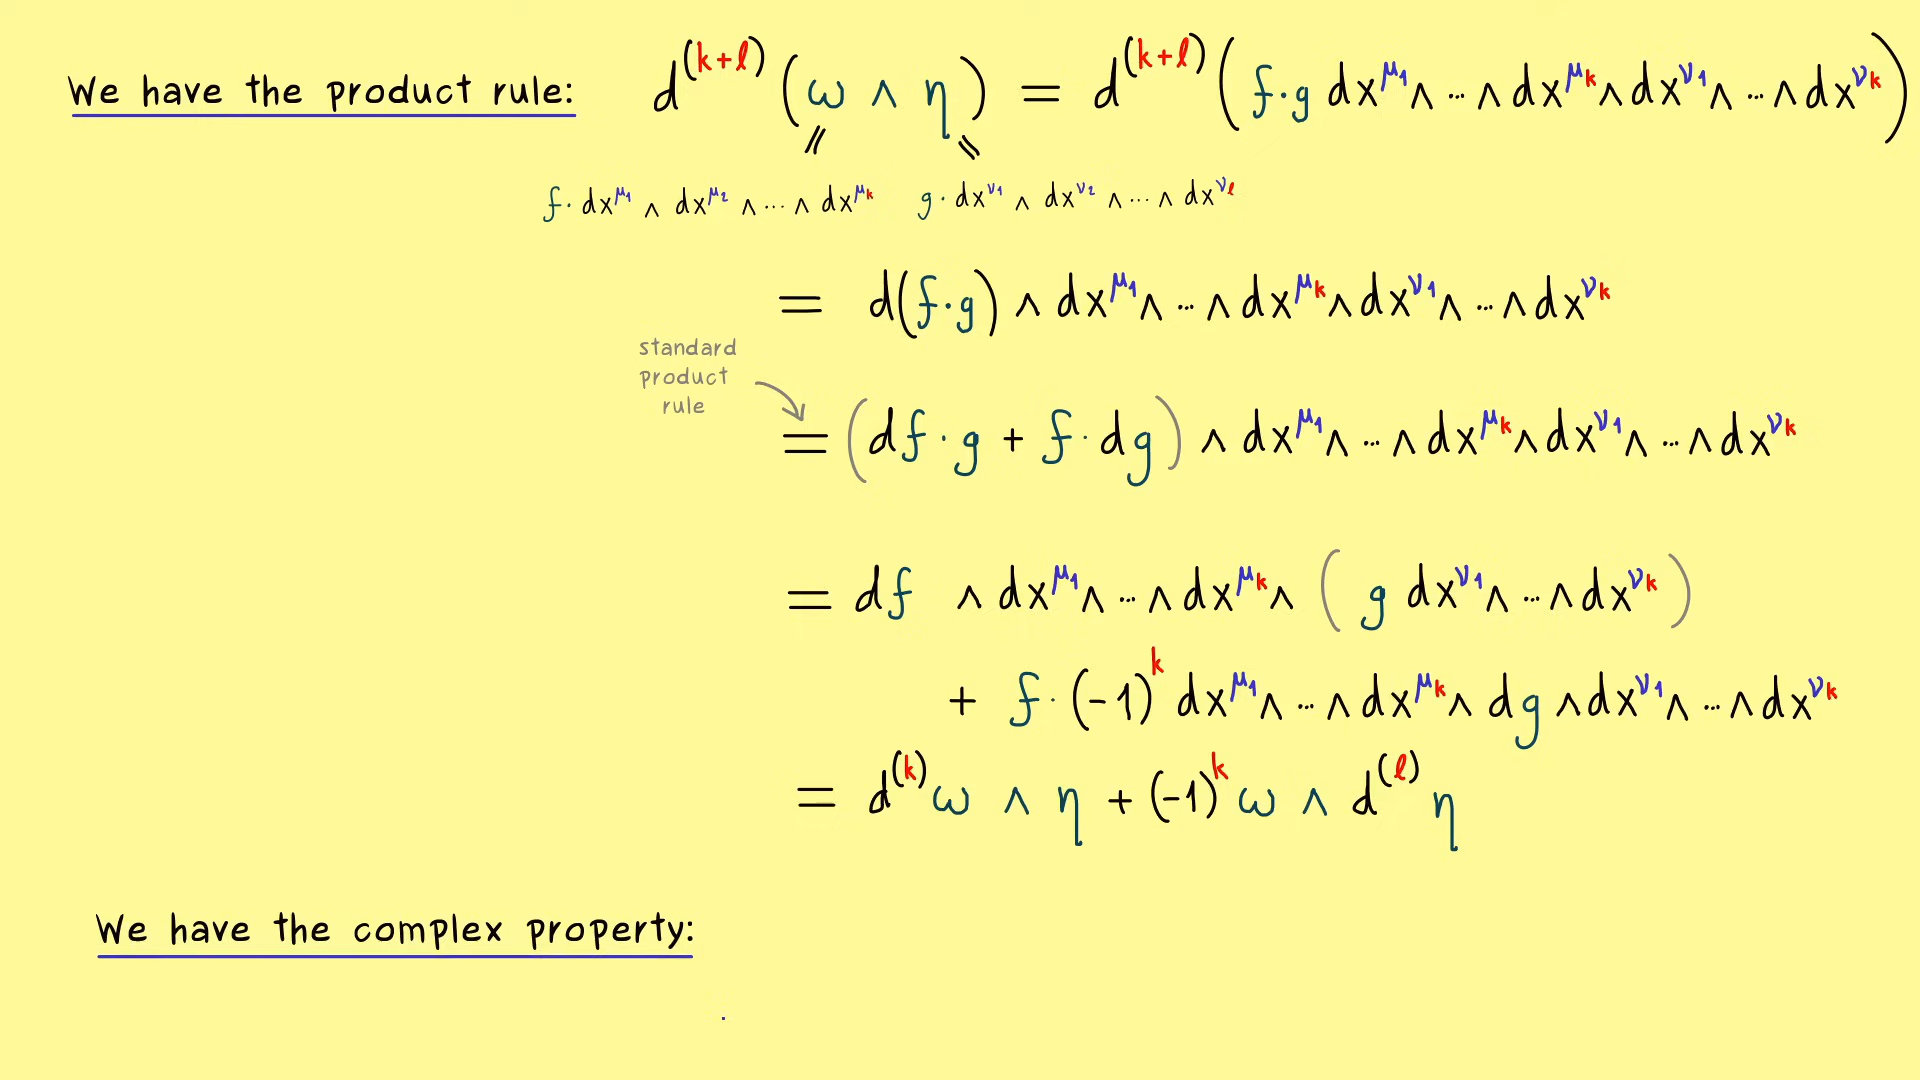 We have the product rule: d⁽ᵏ⁺ˡ⁾(ω ∧ η) = d⁽ᵏ⁺ˡ⁾(f·g dx^μ₁ ∧ ... ∧ dx^μₖ ∧ dx^ν₁ ∧ ... ∧ dx^νₖ)
f· dx^μ₁ ∧ dx^μ₂ ∧ ... ∧ dx^μₖ g· dx^ν₁ ∧ dx^ν₂ ∧ ... ∧ dx^νₗ
= d(f·g) ∧ dx^μ₁ ∧ ... ∧ dx^μₖ ∧ dx^ν₁ ∧ ... ∧ dx^νₖ
standard
product
rule
= (df·g + f·dg) ∧ dx^μ₁ ∧ ... ∧ dx^μₖ ∧ dx^ν₁ ∧ ... ∧ dx^νₖ
= df ∧ dx^μ₁ ∧ ... ∧ dx^μₖ ∧ (g dx^ν₁ ∧ ... ∧ dx^νₖ)
+ f·(-1)ᵏ dx^μ₁ ∧ ... ∧ dx^μₖ ∧ dg ∧ dx^ν₁ ∧ ... ∧ dx^νₖ
= d⁽ᵏ⁾ω ∧ η + (-1)ᵏ ω ∧ d⁽ˡ⁾η
We have the complex property: